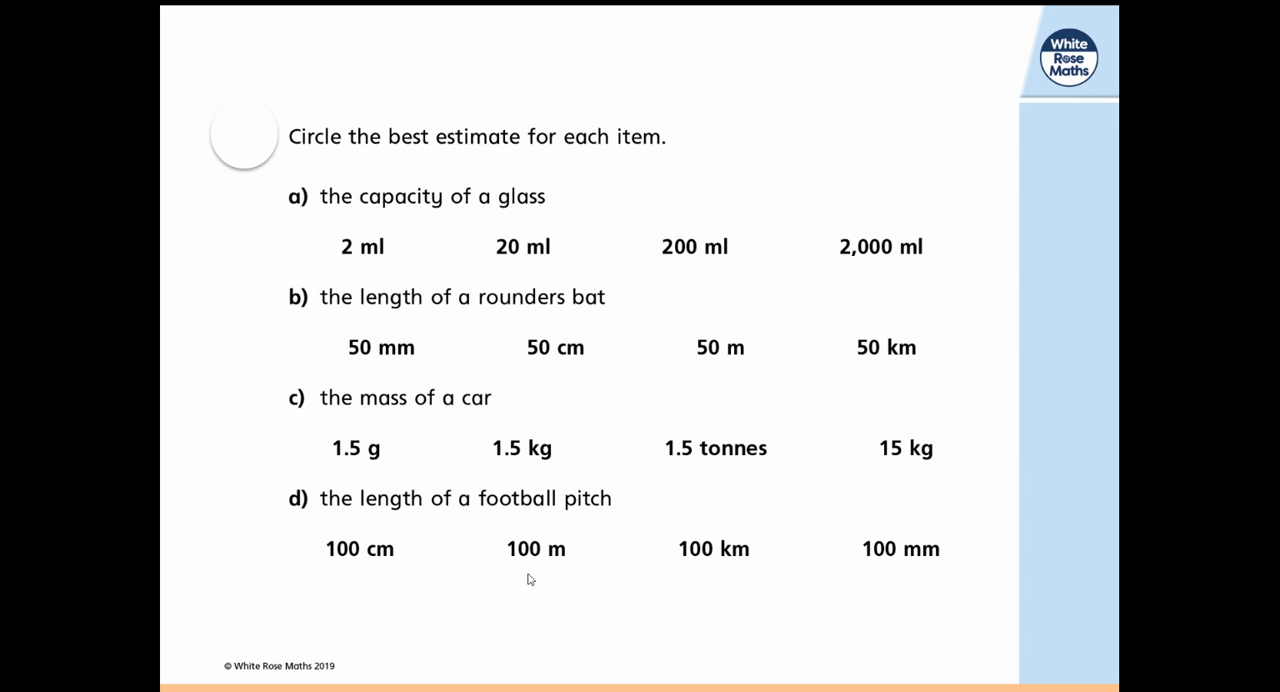 White
Rose
Maths
Circle the best estimate for each item.
a) the capacity of a glass
2 ml 20 ml 200 ml 2,000 ml
b) the length of a rounders bat
50 mm 50 cm 50 m 50 km
c) the mass of a car
1.5 g 1.5 kg 1.5 tonnes 15 kg
d) the length of a football pitch
100 cm 100 m 100 km 100 mm
© White Rose Maths 2019